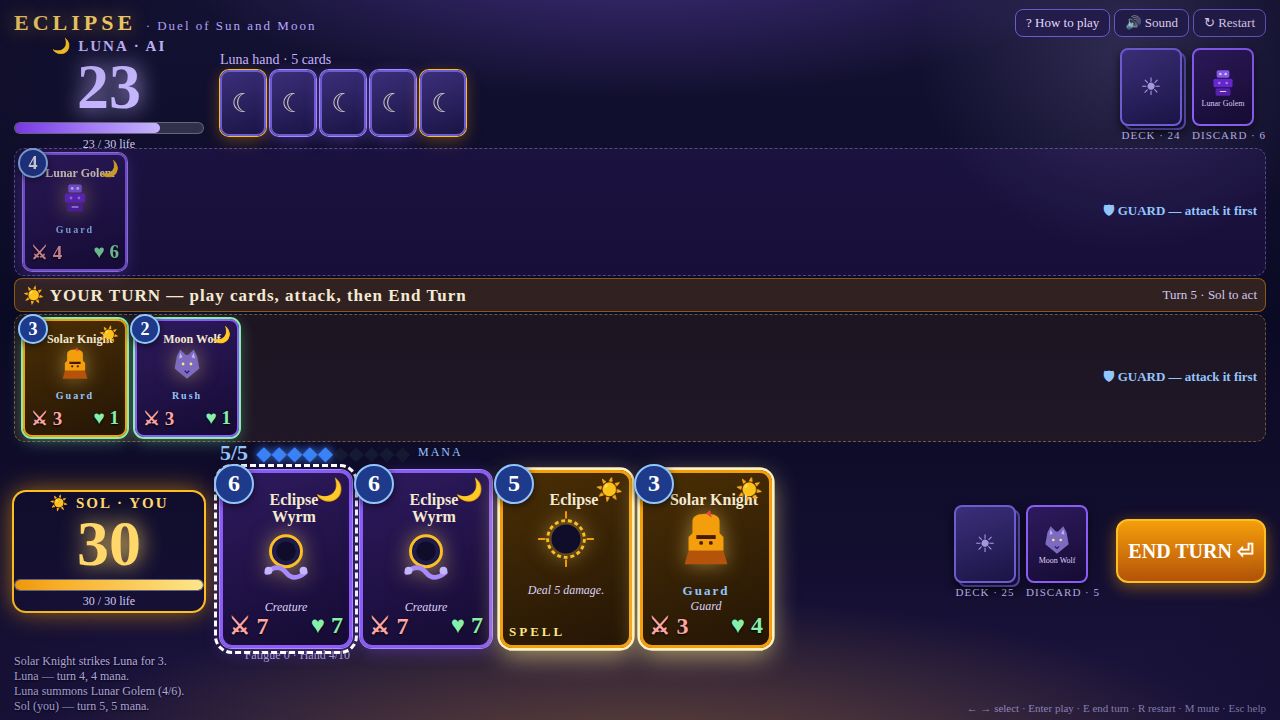 ECLIPSE · Duel of Sun and Moon
? How to play
🔊 Sound
↻ Restart
🌙 LUNA · AI
23
23 / 30 life
Luna hand · 5 cards
Lunar Golem
DECK · 24
DISCARD · 6
4
Lunar Golem
Guard
⚔ 4
♥ 6
GUARD — attack it first
☀️ YOUR TURN — play cards, attack, then End Turn
Turn 5 · Sol to act
3
Solar Knight
Guard
⚔ 3
♥ 1
2
Moon Wolf
Rush
⚔ 3
♥ 1
GUARD — attack it first
5/5
MANA
☀️ SOL · YOU
30
30 / 30 life
6
Eclipse
Wyrm
Creature
⚔ 7
♥ 7
6
Eclipse
Wyrm
Creature
⚔ 7
♥ 7
5
Eclipse
Deal 5 damage.
SPELL
3
Solar Knight
Guard
Guard
⚔ 3
♥ 4
Fatigue 0 · Hand 4/10
DECK · 25
Moon Wolf
DISCARD · 5
END TURN ⏎
Solar Knight strikes Luna for 3.
Luna — turn 4, 4 mana.
Luna summons Lunar Golem (4/6).
Sol (you) — turn 5, 5 mana.
← → select · Enter play · E end turn · R restart · M mute · Esc help